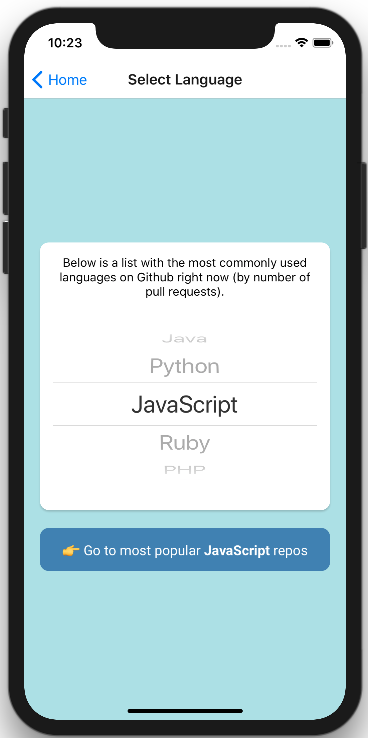 10:23
Home
Select Language
Below is a list with the most commonly used
languages on Github right now (by number of
pull requests).
Java
Python
JavaScript
Ruby
PHP
👉 Go to most popular JavaScript repos